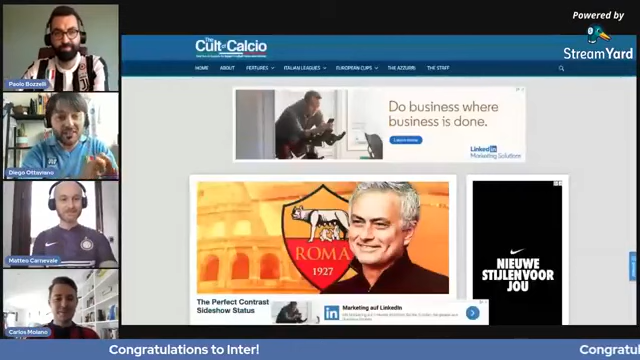 Powered by
StreamYard
The
Cult of Calcio
HOME ABOUT FEATURES ITALIAN LEAGUES EUROPEAN CUPS THE AZZURRI THE STAFF
Paolo Bozzelli
Do business where
business is done.
LinkedIn
Marketing Solutions
Diego Ottaviano
ROMA
1927
NIEUWE
STIJLEN VOOR
JOU
Matteo Carnevale
The Perfect Contrast
Sideshow Status
Marketing auf LinkedIn
Carlos Molano
Congratulations to Inter!
Congratu